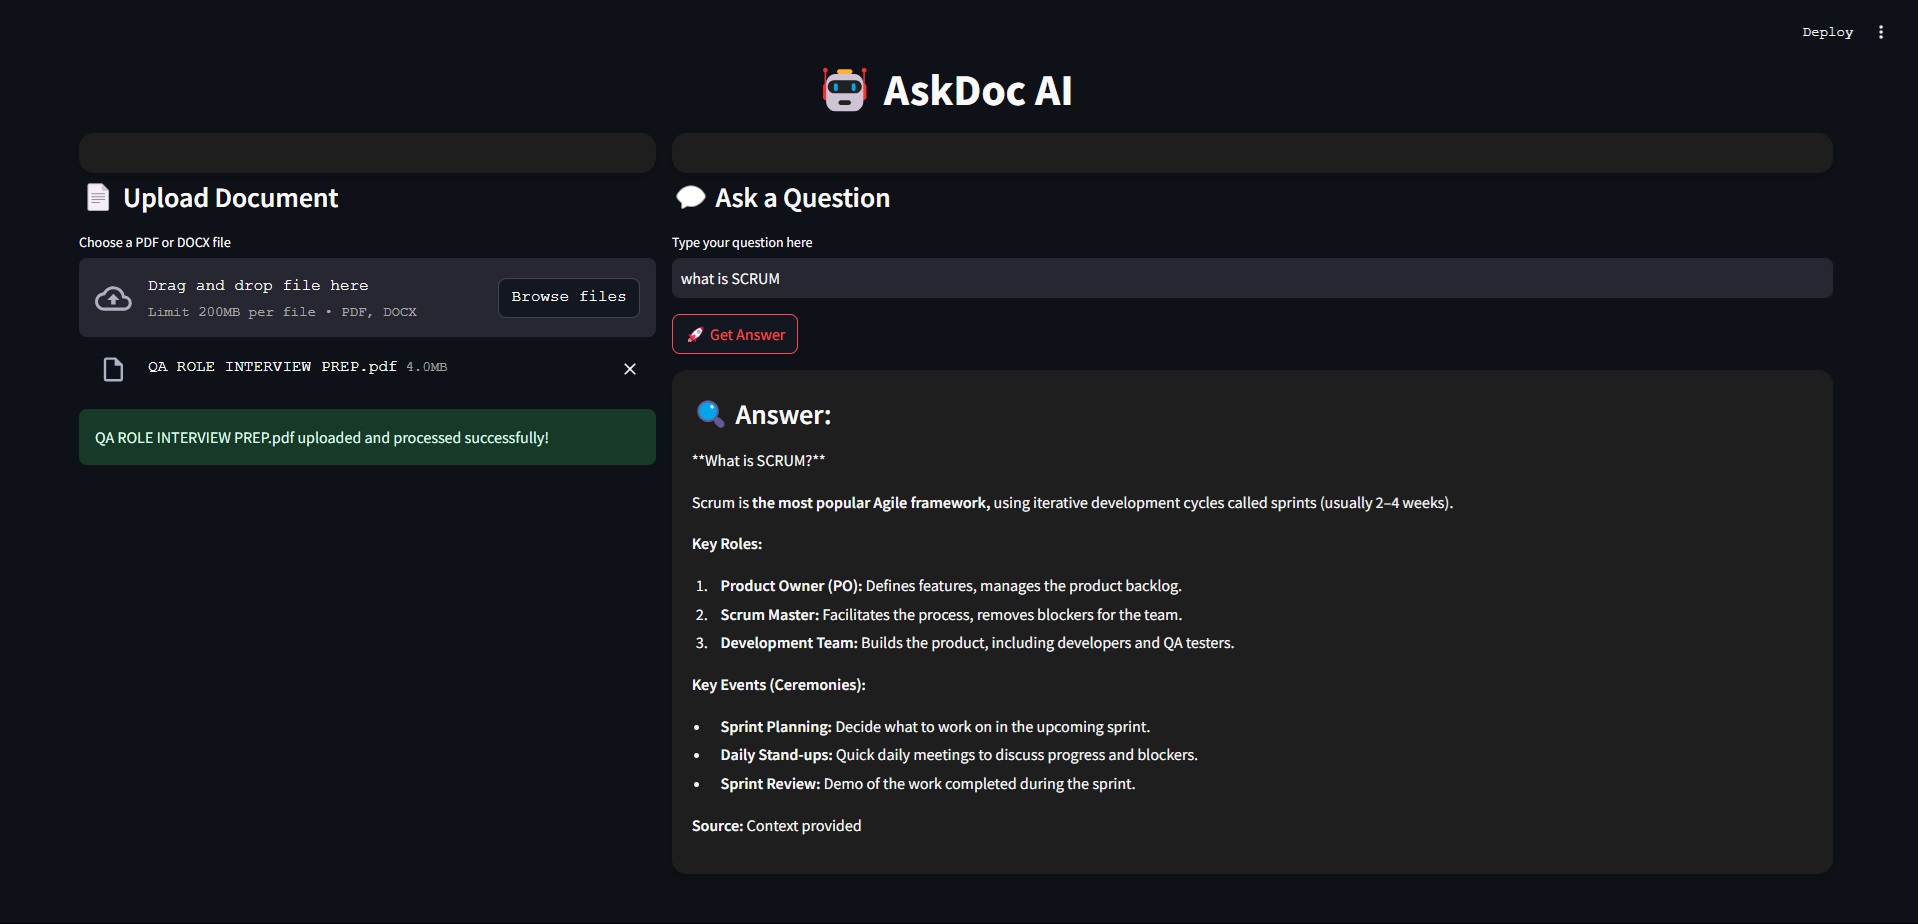 Deploy
AskDoc AI
Upload Document
Choose a PDF or DOCX file
Drag and drop file here
Limit 200MB per file • PDF, DOCX
Browse files
QA ROLE INTERVIEW PREP.pdf 4.0MB
QA ROLE INTERVIEW PREP.pdf uploaded and processed successfully!
Ask a Question
Type your question here
what is SCRUM
Get Answer
Answer:
**What is SCRUM?**
Scrum is the most popular Agile framework, using iterative development cycles called sprints (usually 2–4 weeks).
Key Roles:
1. Product Owner (PO): Defines features, manages the product backlog.
2. Scrum Master: Facilitates the process, removes blockers for the team.
3. Development Team: Builds the product, including developers and QA testers.
Key Events (Ceremonies):
• Sprint Planning: Decide what to work on in the upcoming sprint.
• Daily Stand-ups: Quick daily meetings to discuss progress and blockers.
• Sprint Review: Demo of the work completed during the sprint.
Source: Context provided